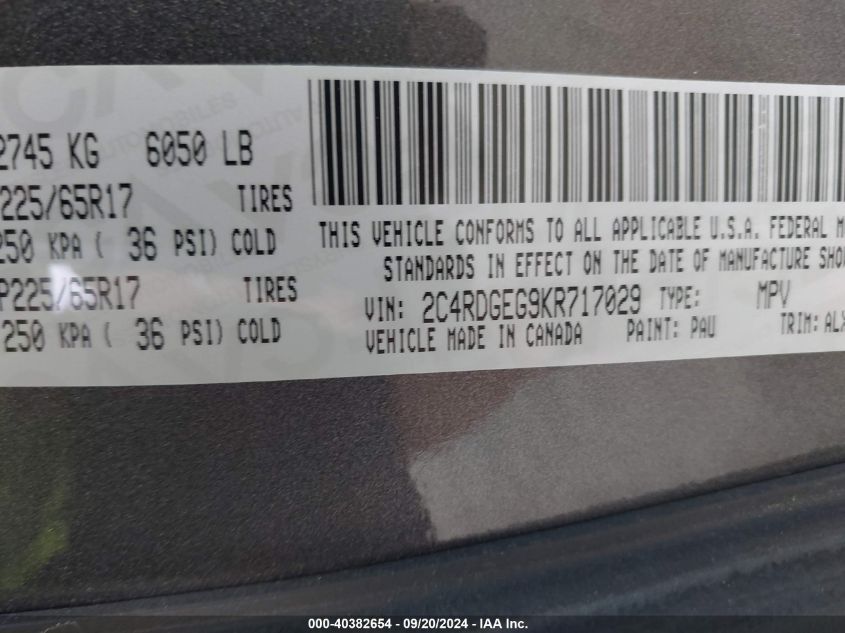 2745 KG 6050 LB
P225/65R17 TIRES
250 KPA ( 36 PSI) COLD
P225/65R17 TIRES
250 KPA ( 36 PSI) COLD
THIS VEHICLE CONFORMS TO ALL APPLICABLE U.S.A. FEDERAL M
STANDARDS IN EFFECT ON THE DATE OF MANUFACTURE SHO
VIN: 2C4RDGEG9KR717029 TYPE: MPV
VEHICLE MADE IN CANADA PAINT: PAU TRIM: ALX
000-40382654 - 09/20/2024 - IAA Inc.